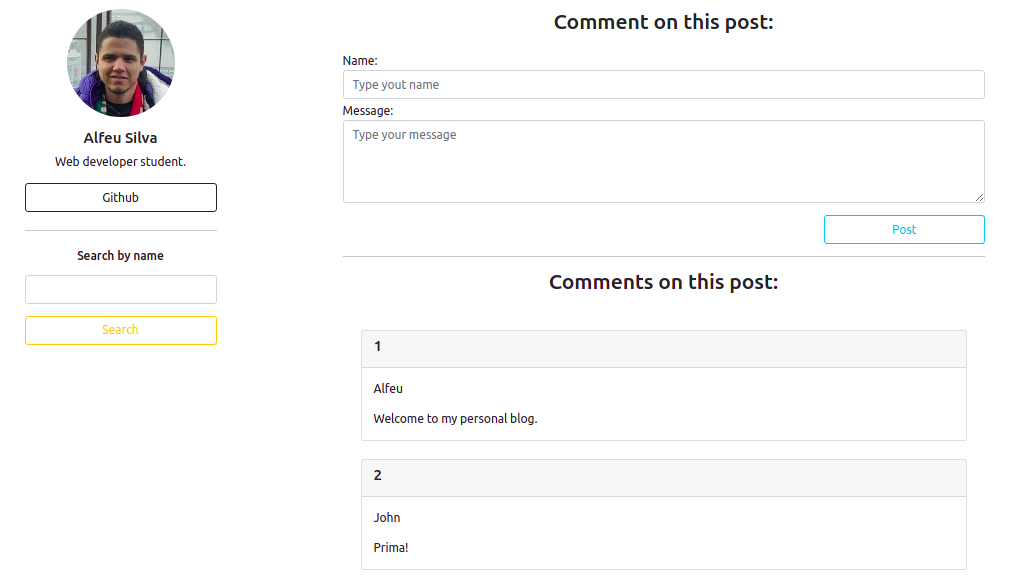 Alfeu Silva
Web developer student.
Github
Search by name
Search
Comment on this post:
Name:
Type yout name
Message:
Type your message
Post
Comments on this post:
1
Alfeu
Welcome to my personal blog.
2
John
Prima!